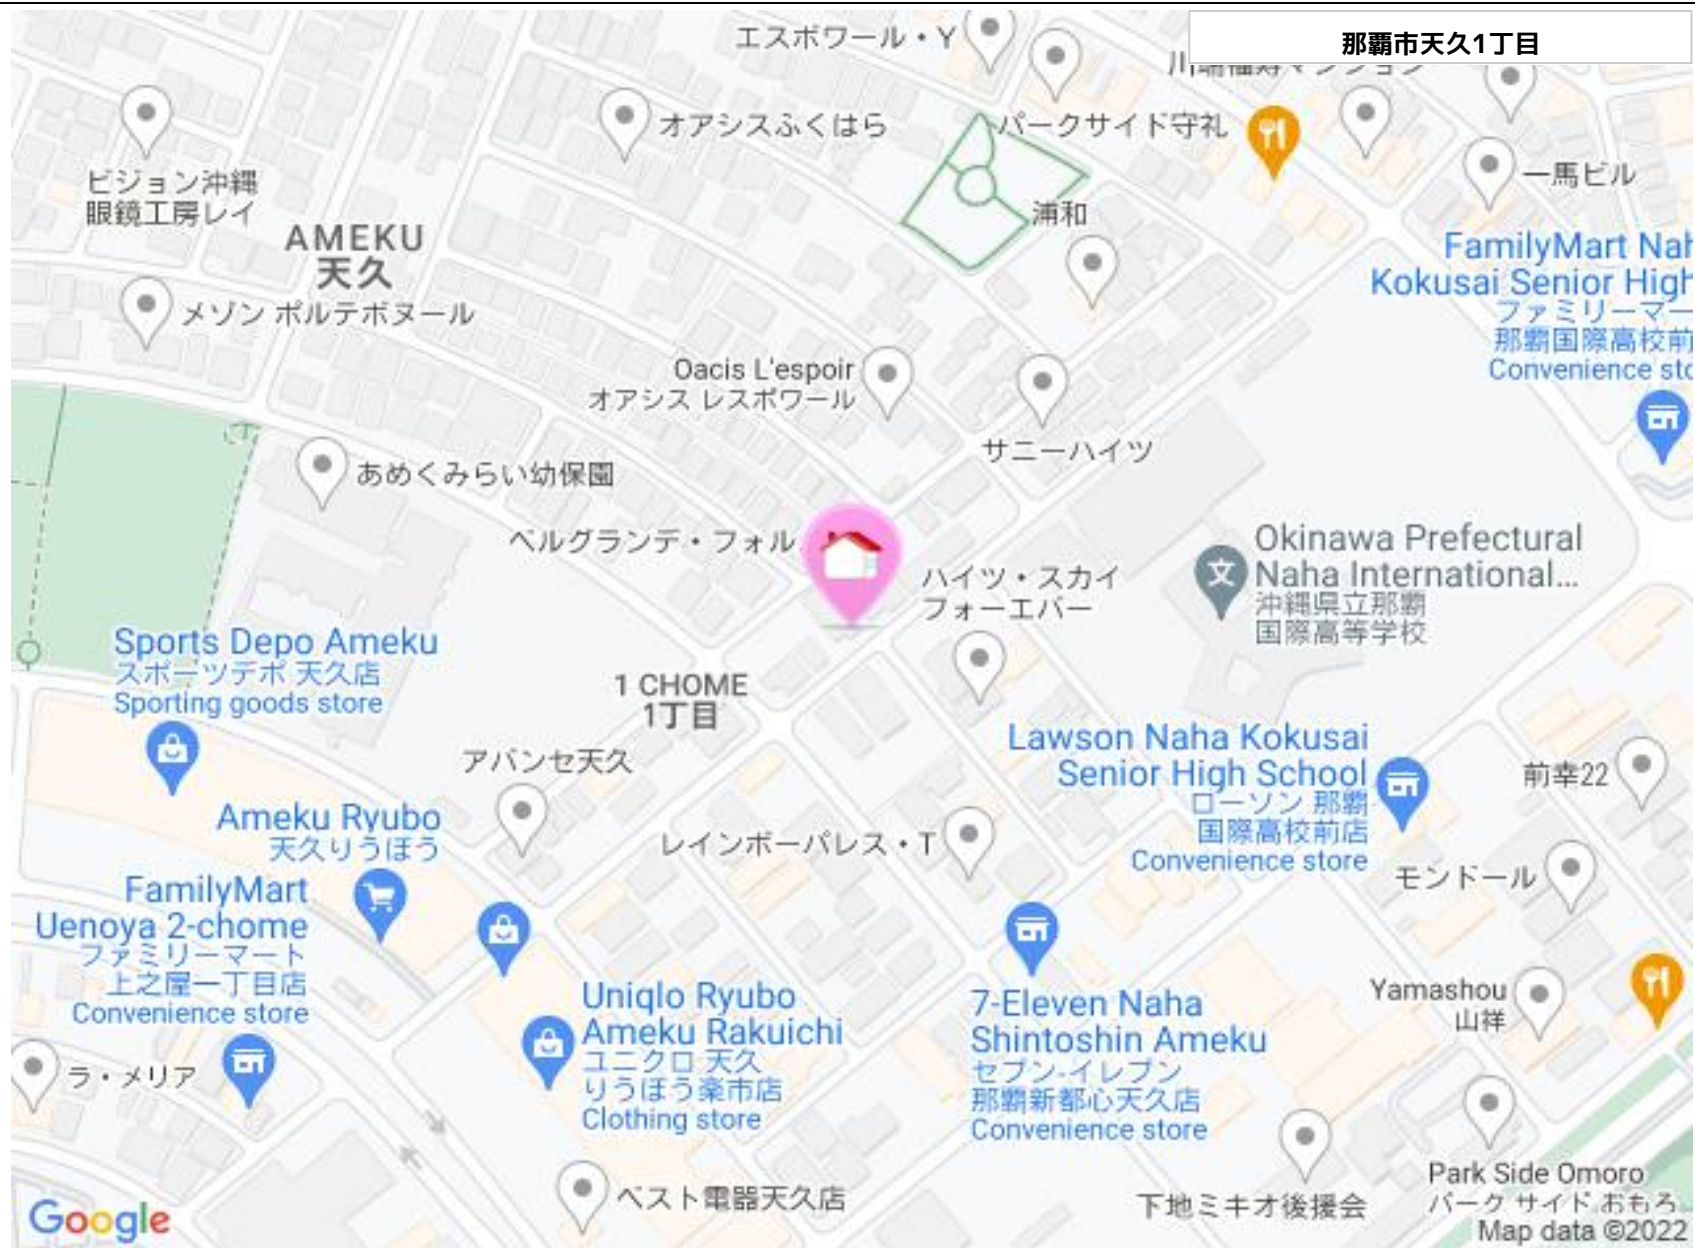 エスポワール・Y
那覇市天久1丁目
川端福寿マンション
オアシスふくはら
パークサイド守礼
一馬ビル
ビジョン沖縄
眼鏡工房レイ
浦和
AMEKU
天久
FamilyMart Nah
Kokusai Senior High
ファミリーマー
那覇国際高校前
Convenience sto
メゾン ポルテボヌール
Oacis L'espoir
オアシス レスポワール
サニーハイツ
あめくみらい幼保園
ベルグランデ・フォル
ハイツ・スカイ
フォーエバー
Okinawa Prefectural
Naha International...
沖縄県立那覇
国際高等学校
Sports Depo Ameku
スポーツデポ 天久店
Sporting goods store
1 CHOME
1丁目
アバンセ天久
Lawson Naha Kokusai
Senior High School
ローソン 那覇
国際高校前店
Convenience store
前幸22
Ameku Ryubo
天久りうぼう
レインボーパレス・T
モンドール
FamilyMart
Uenoya 2-chome
ファミリーマート
上之屋一丁目店
Convenience store
Uniqlo Ryubo
Ameku Rakuichi
ユニクロ 天久
りうぼう楽市店
Clothing store
7-Eleven Naha
Shintoshin Ameku
セブン-イレブン
那覇新都心天久店
Convenience store
Yamashou
山祥
ラ・メリア
ベスト電器天久店
下地ミキオ後援会
Park Side Omoro
パーク サイド おもろ
Google
Map data ©2022